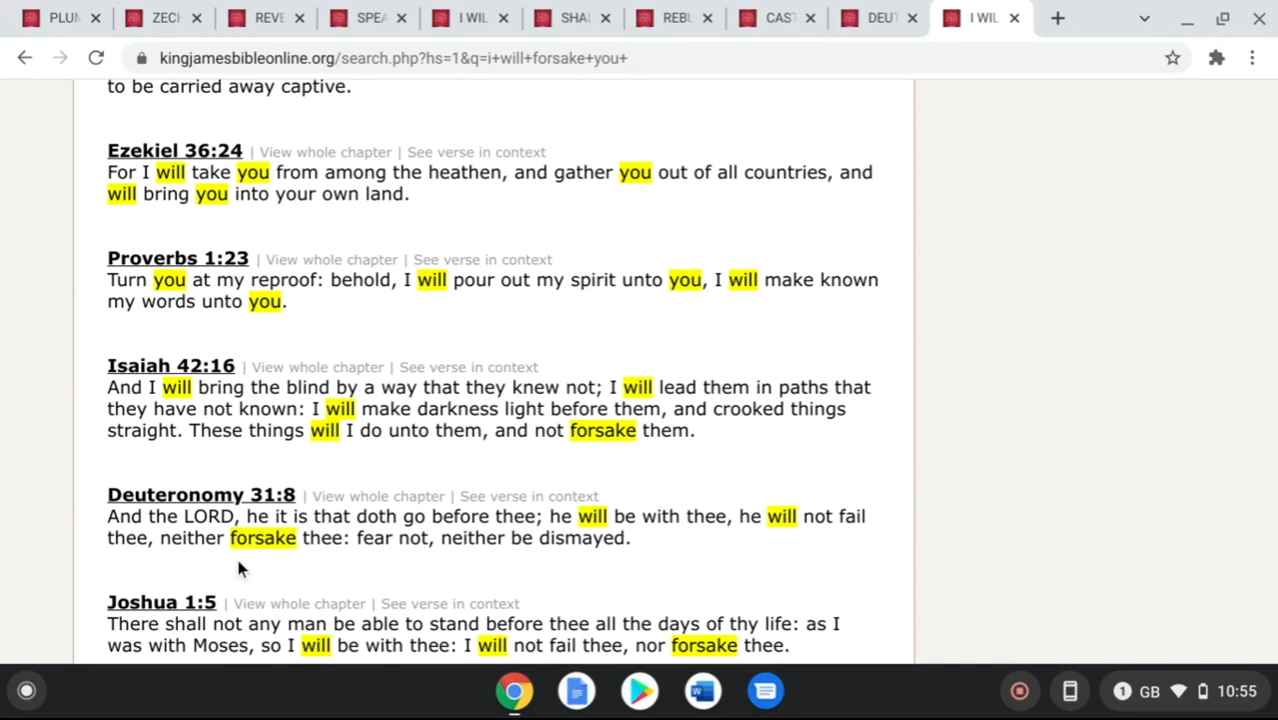 PLUN ZECH REVE SPEA I WIL SHAL REBU CAST DEUT I WIL
kingjamesbibleonline.org/search.php?hs=1&q=i+will+forsake+you+
to be carried away captive.
Ezekiel 36:24 | View whole chapter | See verse in context
For I will take you from among the heathen, and gather you out of all countries, and
will bring you into your own land.
Proverbs 1:23 | View whole chapter | See verse in context
Turn you at my reproof: behold, I will pour out my spirit unto you, I will make known
my words unto you.
Isaiah 42:16 | View whole chapter | See verse in context
And I will bring the blind by a way that they knew not; I will lead them in paths that
they have not known: I will make darkness light before them, and crooked things
straight. These things will I do unto them, and not forsake them.
Deuteronomy 31:8 | View whole chapter | See verse in context
And the LORD, he it is that doth go before thee; he will be with thee, he will not fail
thee, neither forsake thee: fear not, neither be dismayed.
Joshua 1:5 | View whole chapter | See verse in context
There shall not any man be able to stand before thee all the days of thy life: as I
was with Moses, so I will be with thee: I will not fail thee, nor forsake thee.
1 GB 10:55